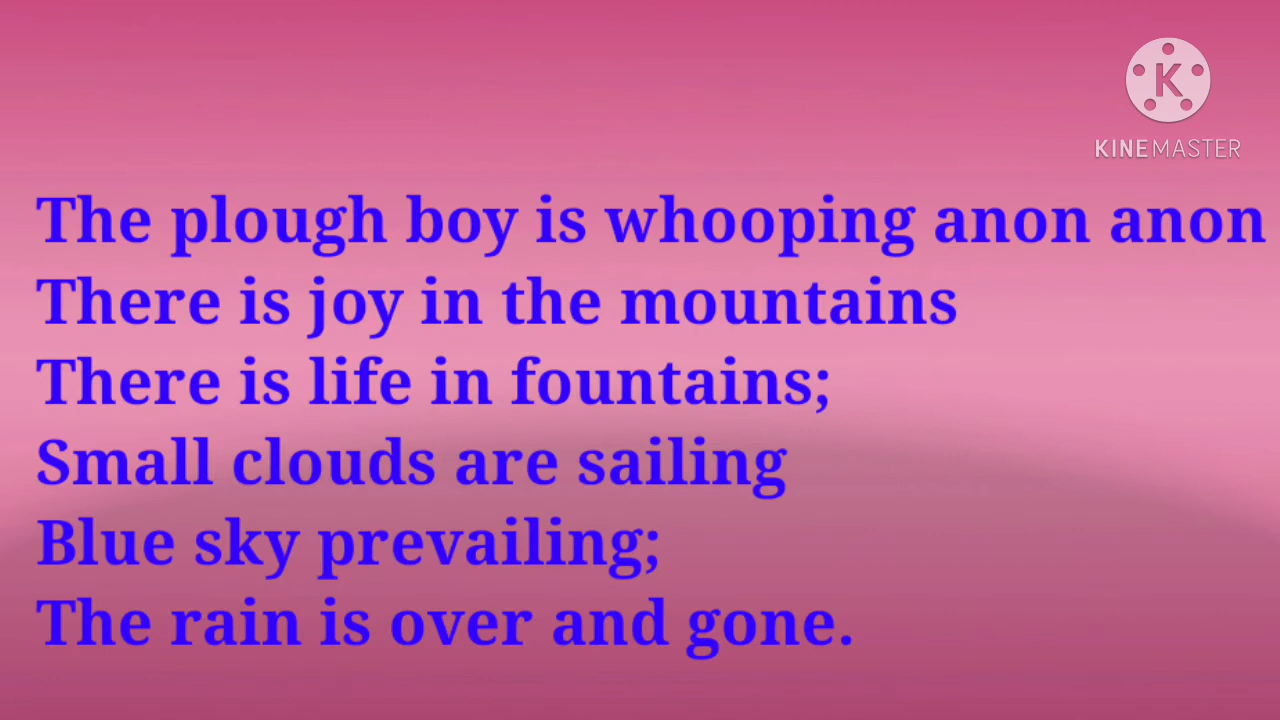 K
KINEMASTER
The plough boy is whooping anon anon
There is joy in the mountains
There is life in fountains;
Small clouds are sailing
Blue sky prevailing;
The rain is over and gone.